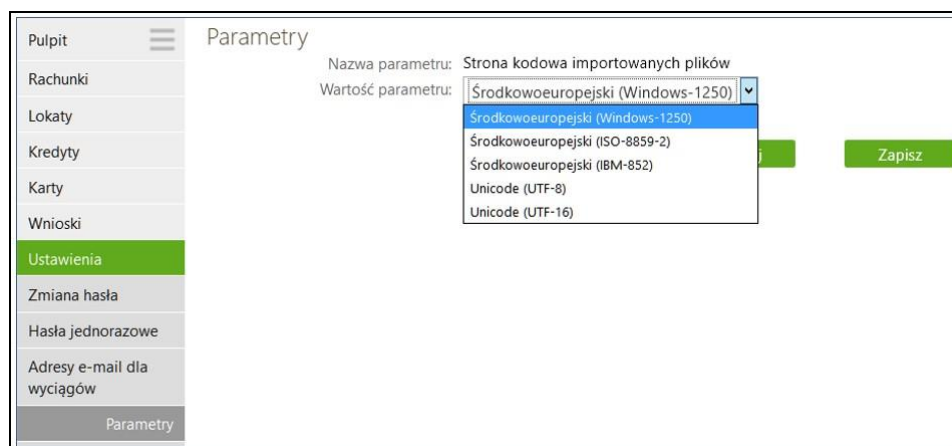 Pulpit
Rachunki
Lokaty
Kredyty
Karty
Wnioski
Ustawienia
Zmiana hasła
Hasła jednorazowe
Adresy e-mail dla
wyciągów
Parametry
Parametry
Nazwa parametru: Strona kodowa importowanych plików
Wartość parametru: Środkowoeuropejski (Windows-1250)
Środkowoeuropejski (Windows-1250)
Środkowoeuropejski (ISO-8859-2)
Środkowoeuropejski (IBM-852)
Unicode (UTF-8)
Unicode (UTF-16)
Zapisz